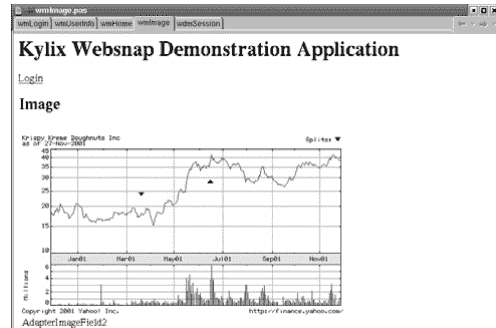 wmImage.pas
wmLogin wmUserInfo wmHome wmImage wdmSession
Kylix Websnap Demonstration Application
Login
Image
Krispy Kreme Doughnuts Inc
as of 27-Nov-2001
Splits: ▼
45
40
35
30
25
20
15
10
Jan01 Mar01 May01 Jul01 Sep01 Nov01
Millions
6
4
2
0
Copyright 2001 Yahoo! Inc. http://finance.yahoo.com/
AdapterImageField2